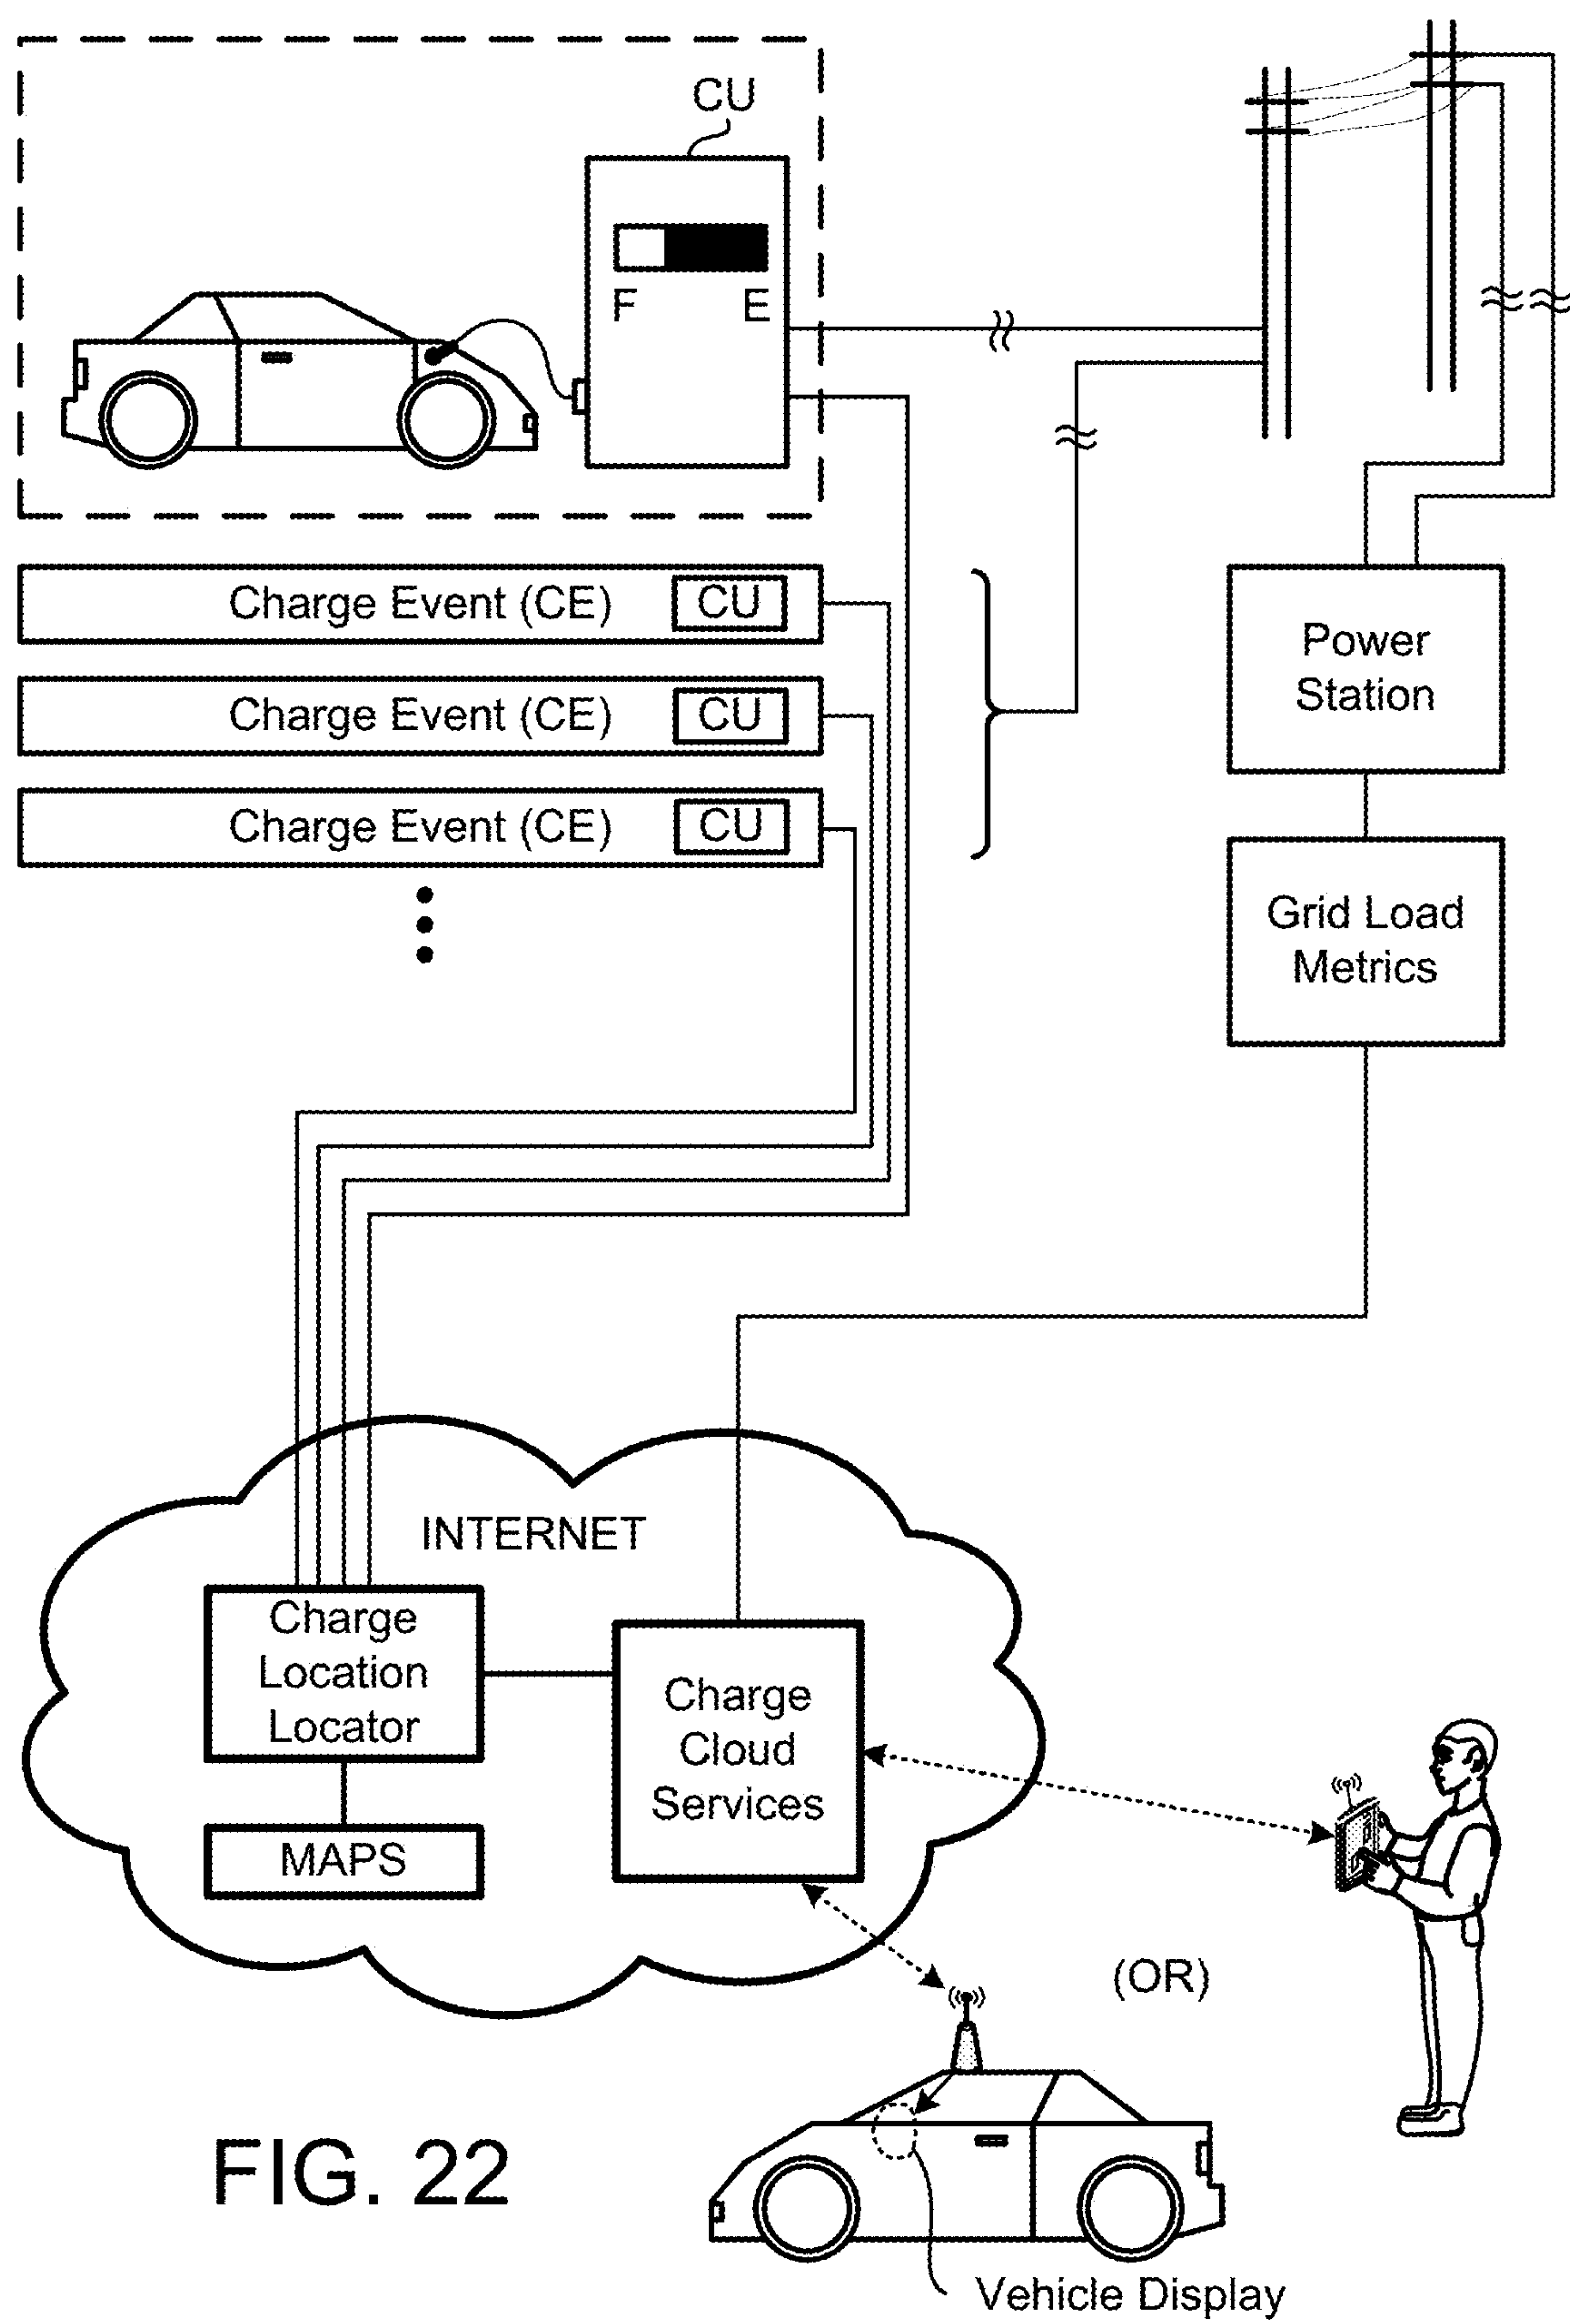 CU
F E
Charge Event (CE) CU
Charge Event (CE) CU
Charge Event (CE) CU
Power
Station
Grid Load
Metrics
INTERNET
Charge
Location
Locator
MAPS
Charge
Cloud
Services
(OR)
FIG. 22
Vehicle Display